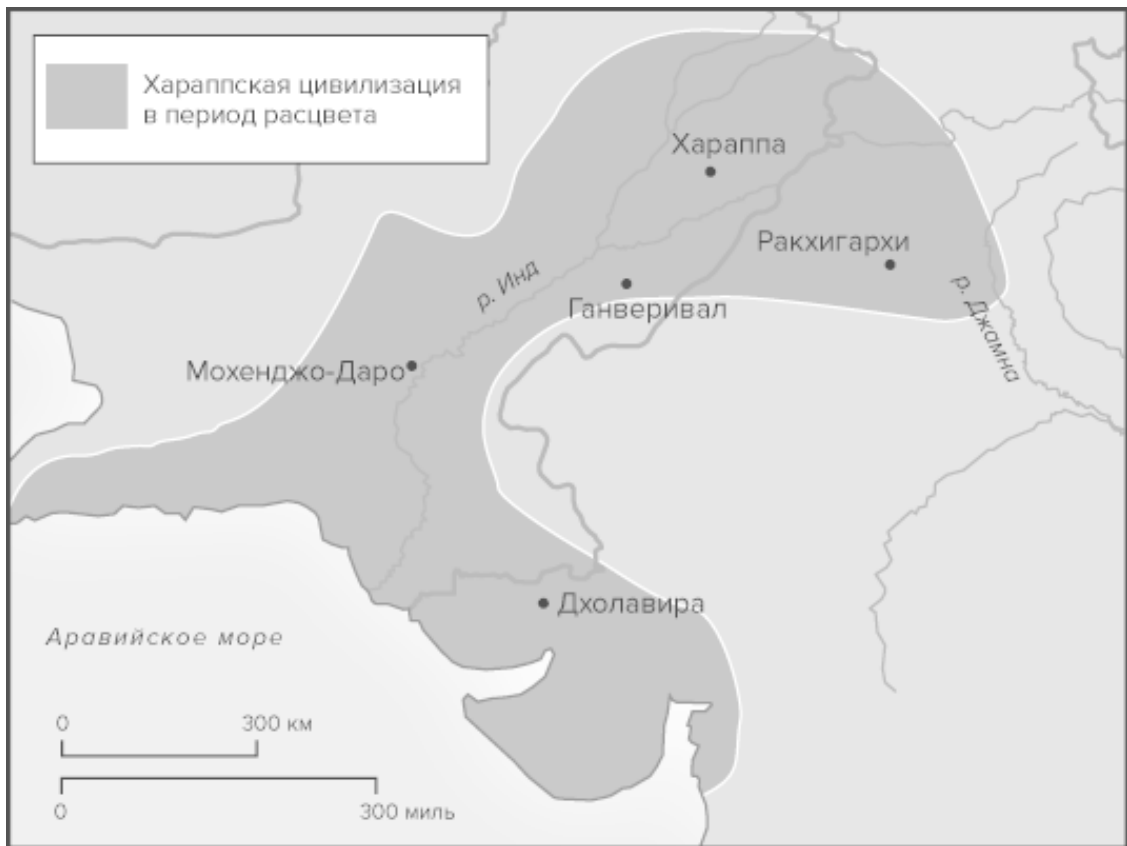 Хараппская цивилизация
в период расцвета
Хараппа
Ракхигархи
р. Инд
Ганверивал
р. Джамна
Мохенджо-Даро
Дхолавира
Аравийское море
0 300 км
0 300 миль